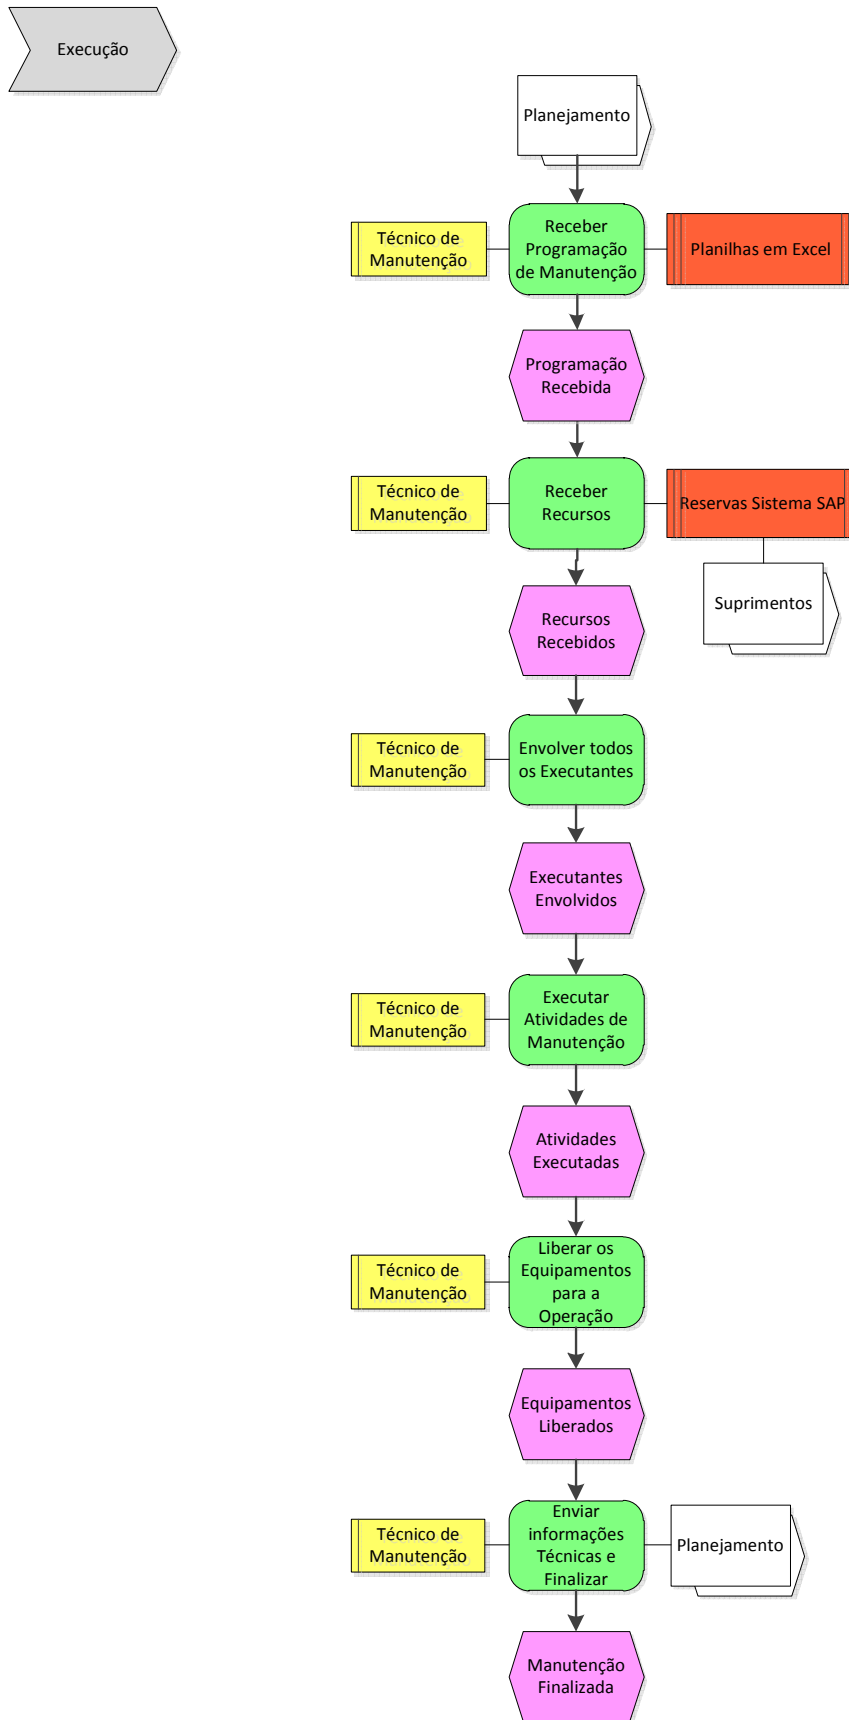 Execução
Planejamento
Técnico de
Manutenção
Receber
Programação
de Manutenção
Planilhas em Excel
Programação
Recebida
Técnico de
Manutenção
Receber
Recursos
Reservas Sistema SAP
Suprimentos
Recursos
Recebidos
Técnico de
Manutenção
Envolver todos
os Executantes
Executantes
Envolvidos
Técnico de
Manutenção
Executar
Atividades de
Manutenção
Atividades
Executadas
Técnico de
Manutenção
Liberar os
Equipamentos
para a
Operação
Equipamentos
Liberados
Técnico de
Manutenção
Enviar
informações
Técnicas e
Finalizar
Planejamento
Manutenção
Finalizada